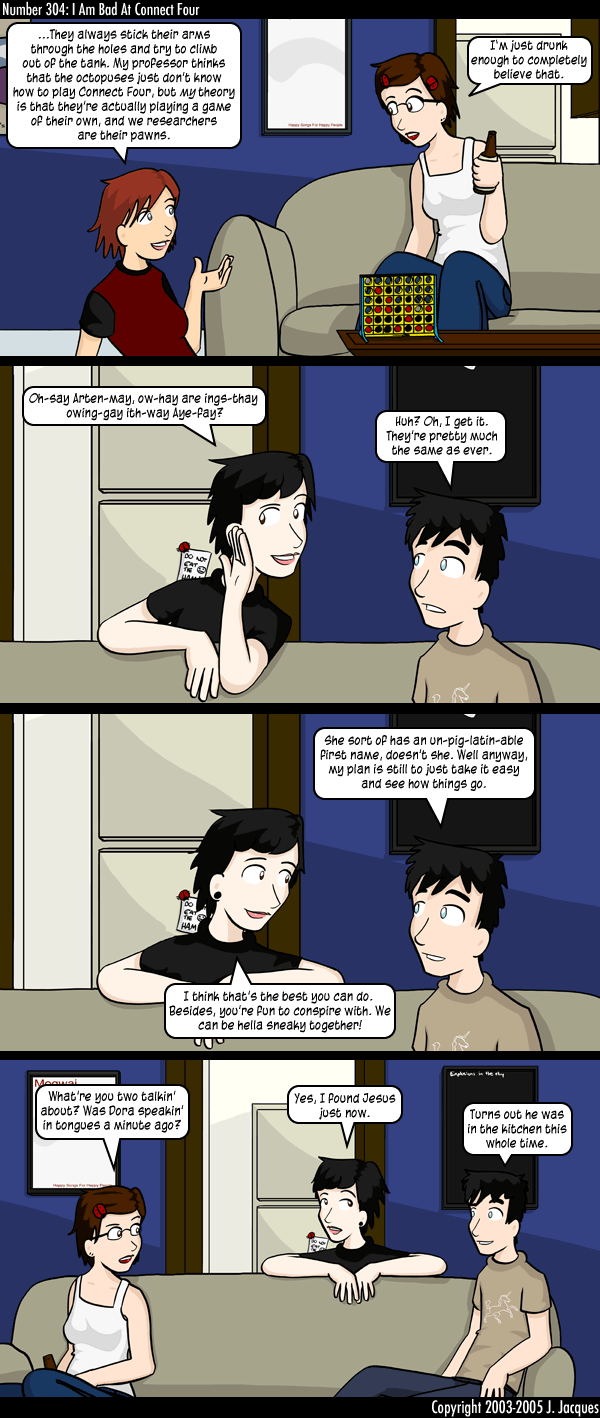 Number 304: I Am Bad At Connect Four
...They always stick their arms
through the holes and try to climb
out of the tank. My professor thinks
that the octopuses just don't know
how to play Connect Four, but my theory
is that they're actually playing a game
of their own, and we researchers
are their pawns.
I'm just drunk
enough to completely
believe that.
Happy Songs For Happy People
Oh-say Arten-may, ow-hay are ings-thay
owing-gay ith-way Aye-fay?
Huh? Oh, I get it.
They're pretty much
the same as ever.
DO NOT
EAT
THE
HAM
She sort of has an un-pig-latin-able
first name, doesn't she. Well anyway,
my plan is still to just take it easy
and see how things go.
DO
EAT
THE
HAM
I think that's the best you can do.
Besides, you're fun to conspire with. We
can be hella sneaky together!
Mogwai
What're you two talkin'
about? Was Dora speakin'
in tongues a minute ago?
Happy Songs For Happy People
Yes, I found Jesus
just now.
Explosions in the sky
Turns out he was
in the kitchen this
whole time.
DO NOT
EAT
THE
Copyright 2003-2005 J. Jacques